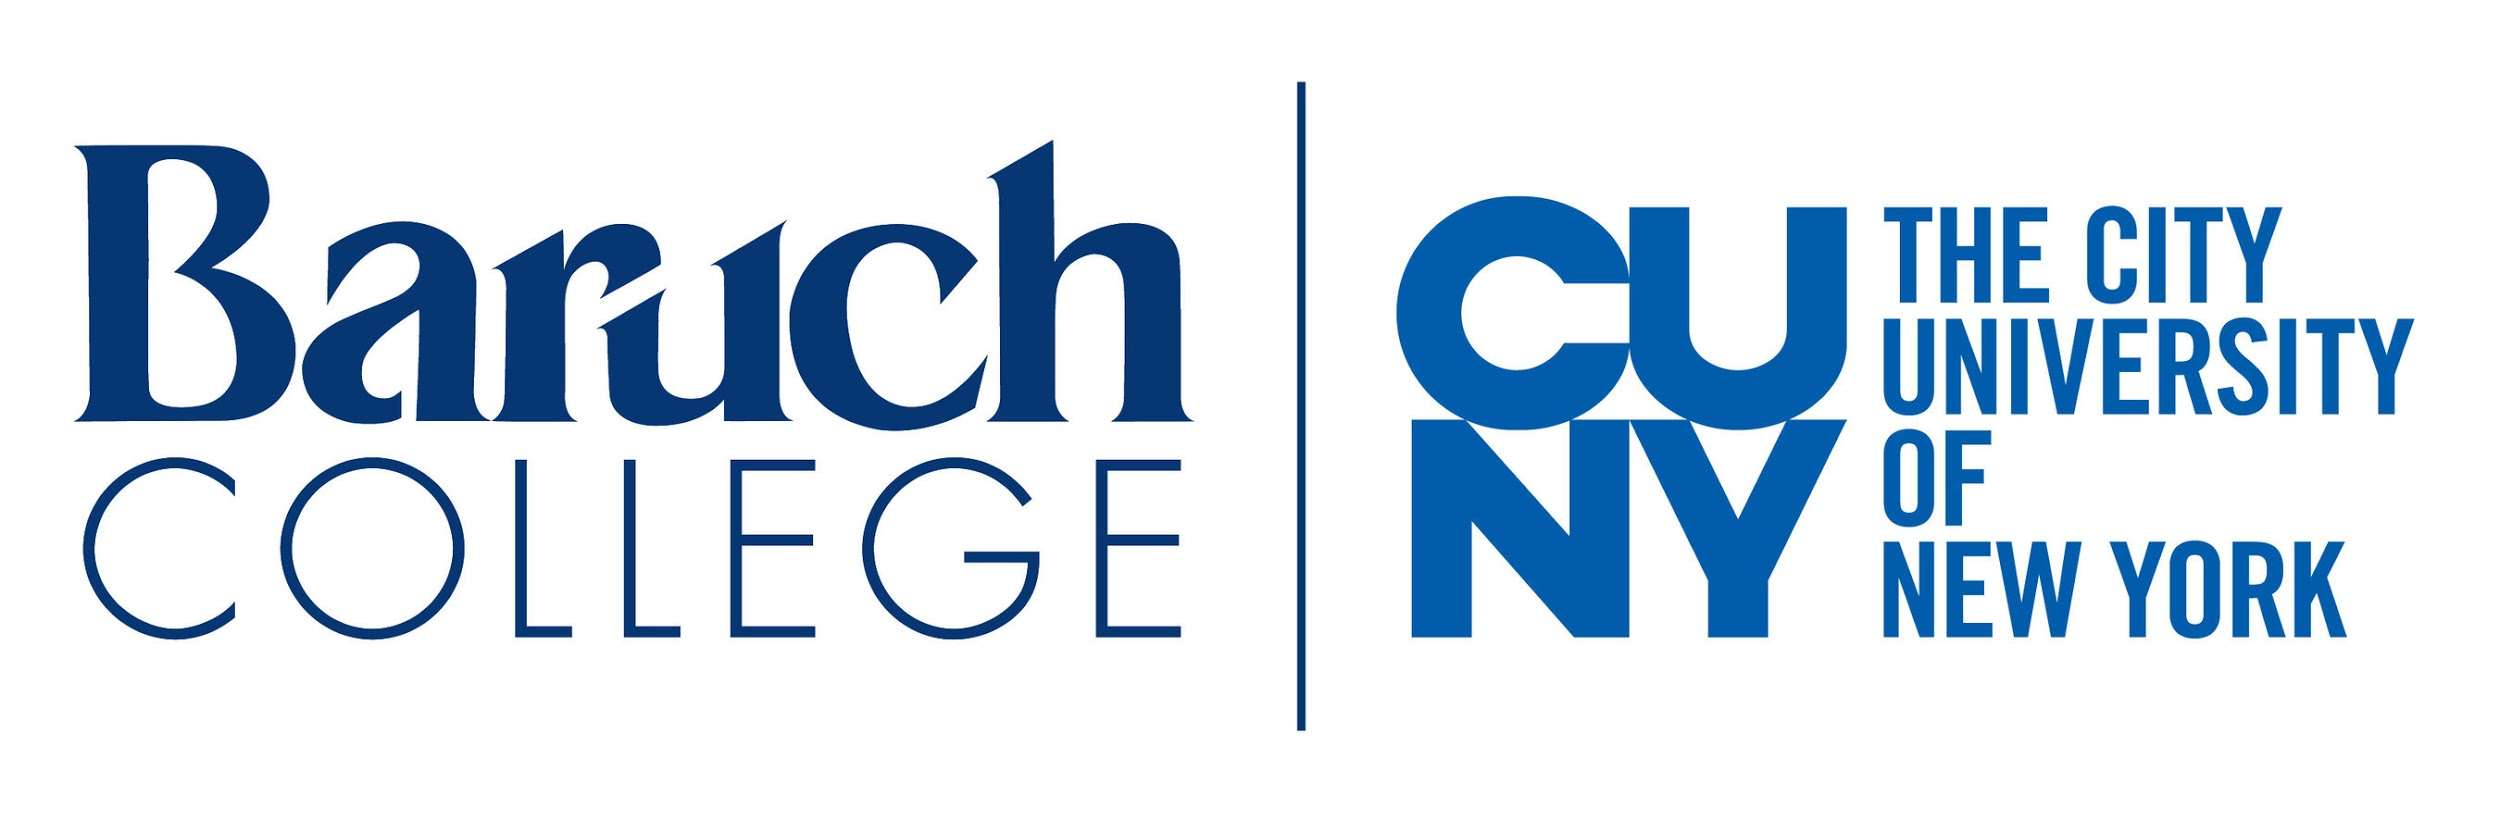 Baruch
COLLEGE
CU
NY
THE CITY
UNIVERSITY
OF
NEW YORK